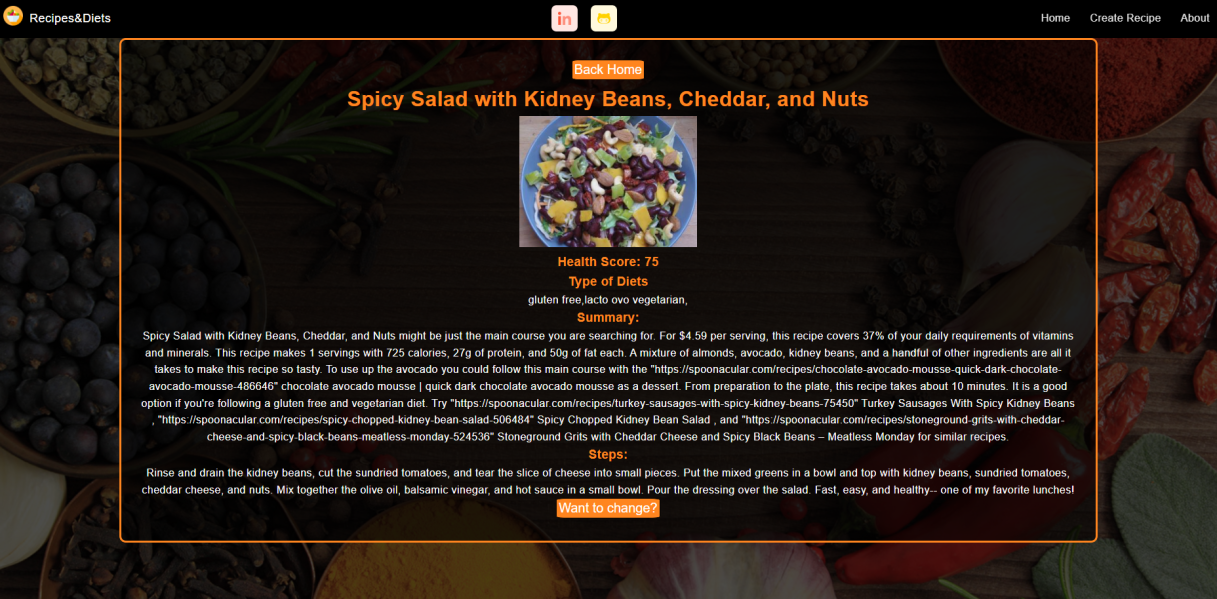 Recipes&Diets
in
Home Create Recipe About
Back Home
Spicy Salad with Kidney Beans, Cheddar, and Nuts
Health Score: 75
Type of Diets
gluten free,lacto ovo vegetarian,
Summary:
Spicy Salad with Kidney Beans, Cheddar, and Nuts might be just the main course you are searching for. For $4.59 per serving, this recipe covers 37% of your daily requirements of vitamins
and minerals. This recipe makes 1 servings with 725 calories, 27g of protein, and 50g of fat each. A mixture of almonds, avocado, kidney beans, and a handful of other ingredients are all it
takes to make this recipe so tasty. To use up the avocado you could follow this main course with the "https://spoonacular.com/recipes/chocolate-avocado-mousse-quick-dark-chocolate-
avocado-mousse-486646" chocolate avocado mousse | quick dark chocolate avocado mousse as a dessert. From preparation to the plate, this recipe takes about 10 minutes. It is a good
option if you're following a gluten free and vegetarian diet. Try "https://spoonacular.com/recipes/turkey-sausages-with-spicy-kidney-beans-75450" Turkey Sausages With Spicy Kidney Beans
, "https://spoonacular.com/recipes/spicy-chopped-kidney-bean-salad-506484" Spicy Chopped Kidney Bean Salad , and "https://spoonacular.com/recipes/stoneground-grits-with-cheddar-
cheese-and-spicy-black-beans-meatless-monday-524536" Stoneground Grits with Cheddar Cheese and Spicy Black Beans – Meatless Monday for similar recipes.
Steps:
Rinse and drain the kidney beans, cut the sundried tomatoes, and tear the slice of cheese into small pieces. Put the mixed greens in a bowl and top with kidney beans, sundried tomatoes,
cheddar cheese, and nuts. Mix together the olive oil, balsamic vinegar, and hot sauce in a small bowl. Pour the dressing over the salad. Fast, easy, and healthy-- one of my favorite lunches!
Want to change?